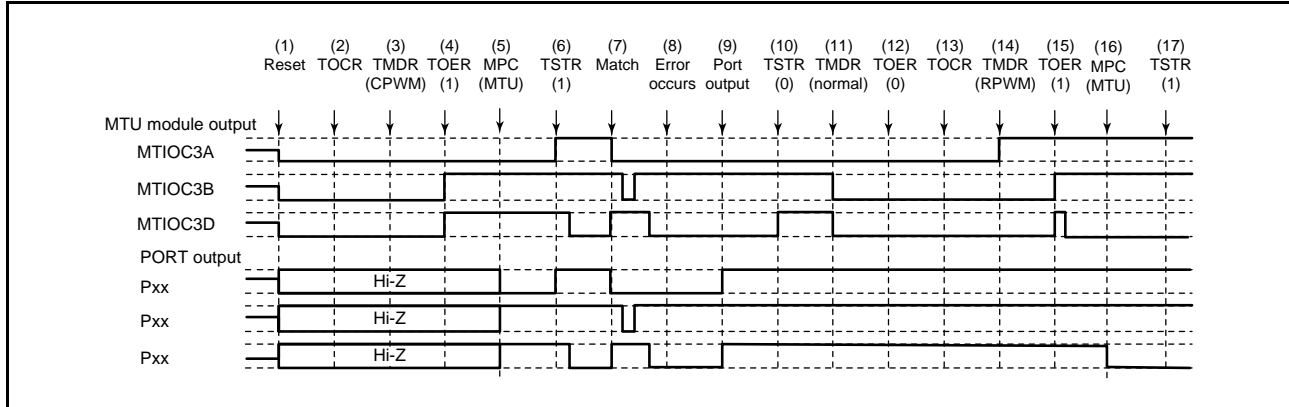 (1) (2) (3) (4) (5) (6) (7) (8) (9) (10) (11) (12) (13) (14) (15) (16) (17)
Reset TOCR TMDR TOER MPC TSTR Match Error Port TSTR TMDR TOER TOCR TMDR TOER MPC TSTR
(CPWM) (1) (MTU) (1) occurs output (0) (normal) (0) (RPWM) (1) (MTU) (1)
MTU module output
MTIOC3A
MTIOC3B
MTIOC3D
PORT output
Pxx Hi-Z
Pxx Hi-Z
Pxx Hi-Z